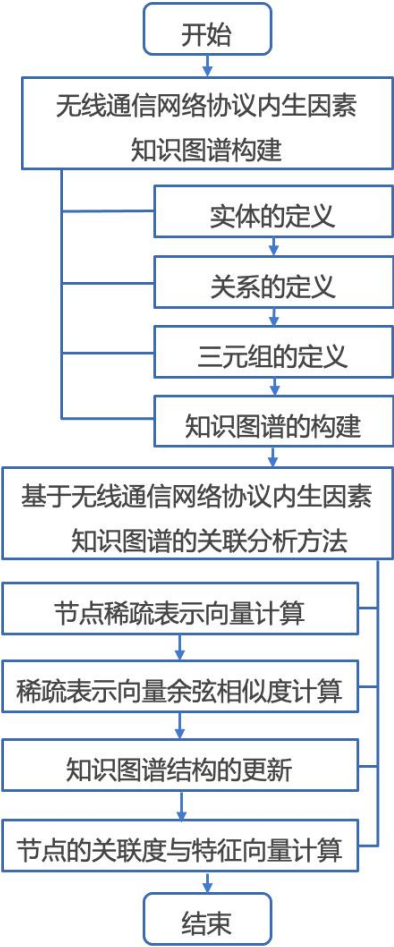 开始
无线通信网络协议内生因素
知识图谱构建
实体的定义
关系的定义
三元组的定义
知识图谱的构建
基于无线通信网络协议内生因素
知识图谱的关联分析方法
节点稀疏表示向量计算
稀疏表示向量余弦相似度计算
知识图谱结构的更新
节点的关联度与特征向量计算
结束